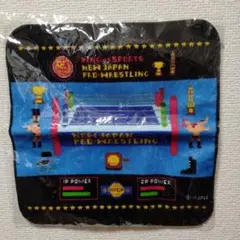 KING of SPORTS
NEW JAPAN
PRO-WRESTLING
NEW JAPAN
PRO-WRESTLING
1P POWER
2P POWER